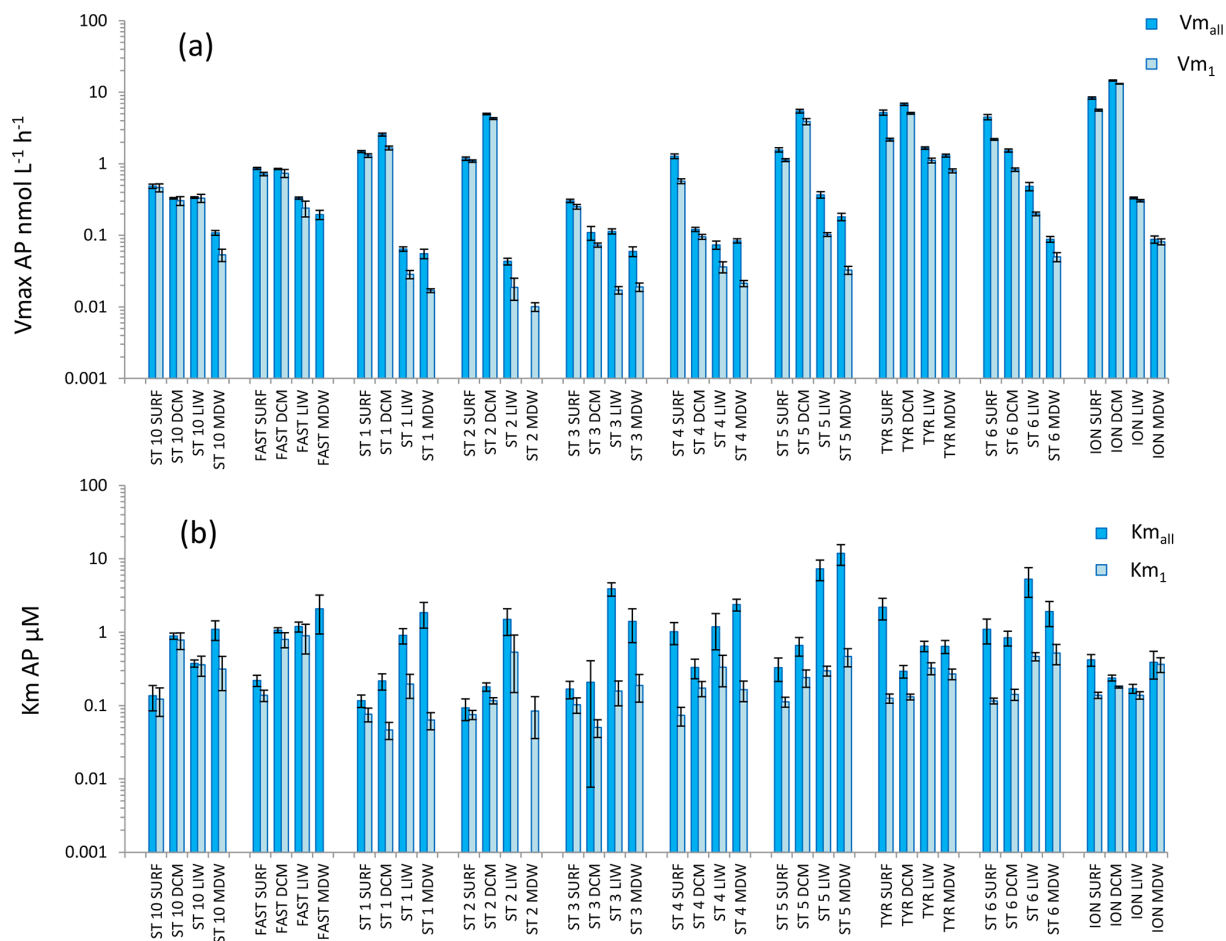 (a)
Vm_all
Vm_1
Vmax AP nmol L⁻¹ h⁻¹
100
10
1
0.1
0.01
0.001
ST 10 SURF
ST 10 DCM
ST 10 LIW
ST 10 MDW
FAST SURF
FAST DCM
FAST LIW
FAST MDW
ST 1 SURF
ST 1 DCM
ST 1 LIW
ST 1 MDW
ST 2 SURF
ST 2 DCM
ST 2 LIW
ST 2 MDW
ST 3 SURF
ST 3 DCM
ST 3 LIW
ST 3 MDW
ST 4 SURF
ST 4 DCM
ST 4 LIW
ST 4 MDW
ST 5 SURF
ST 5 DCM
ST 5 LIW
ST 5 MDW
TYR SURF
TYR DCM
TYR LIW
TYR MDW
ST 6 SURF
ST 6 DCM
ST 6 LIW
ST 6 MDW
ION SURF
ION DCM
ION LIW
ION MDW
(b)
Km_all
Km_1
Km AP µM
100
10
1
0.1
0.01
0.001
ST 10 SURF
ST 10 DCM
ST 10 LIW
ST 10 MDW
FAST SURF
FAST DCM
FAST LIW
FAST MDW
ST 1 SURF
ST 1 DCM
ST 1 LIW
ST 1 MDW
ST 2 SURF
ST 2 DCM
ST 2 LIW
ST 2 MDW
ST 3 SURF
ST 3 DCM
ST 3 LIW
ST 3 MDW
ST 4 SURF
ST 4 DCM
ST 4 LIW
ST 4 MDW
ST 5 SURF
ST 5 DCM
ST 5 LIW
ST 5 MDW
TYR SURF
TYR DCM
TYR LIW
TYR MDW
ST 6 SURF
ST 6 DCM
ST 6 LIW
ST 6 MDW
ION SURF
ION DCM
ION LIW
ION MDW